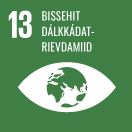 13 BISSEHIT
DÁLKKÁDAT-
RIEVDAMIID